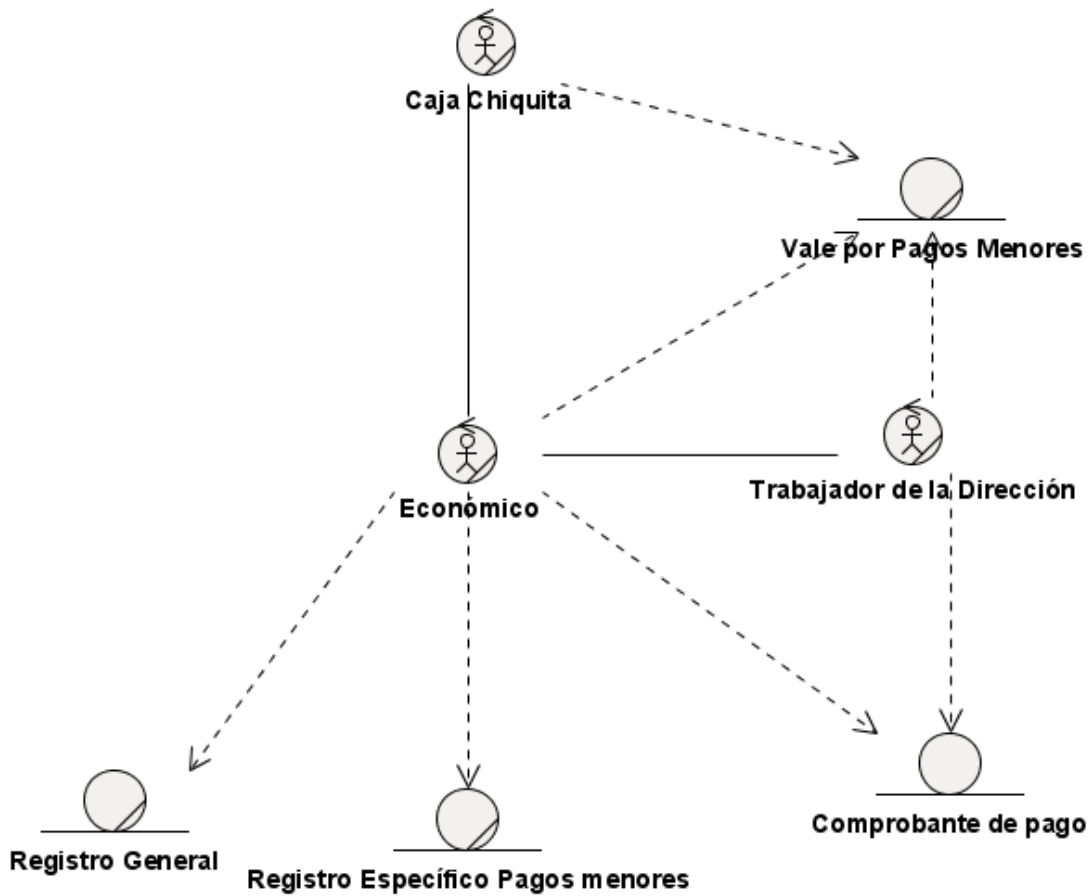 Caja Chiquita
Vale por Pagos Menores
Trabajador de la Dirección
Económico
Comprobante de pago
Registro General
Registro Específico Pagos menores